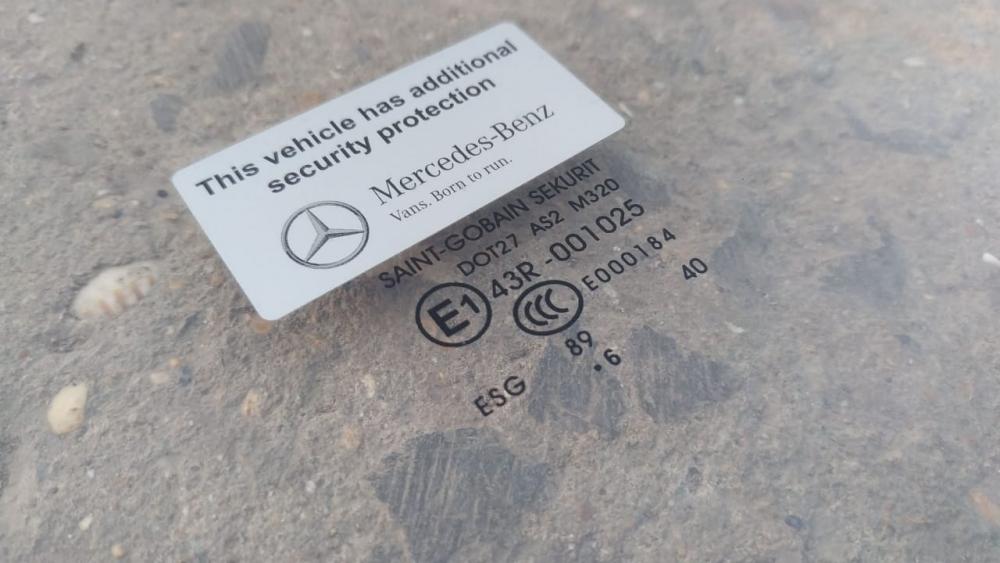 This vehicle has additional
security protection
Mercedes-Benz
Vans. Born to run.
SAINT-GOBAIN SEKURIT
DOT27 AS2 M320
E1 43R -001025
CCC E000184
40
89
.6
ESG